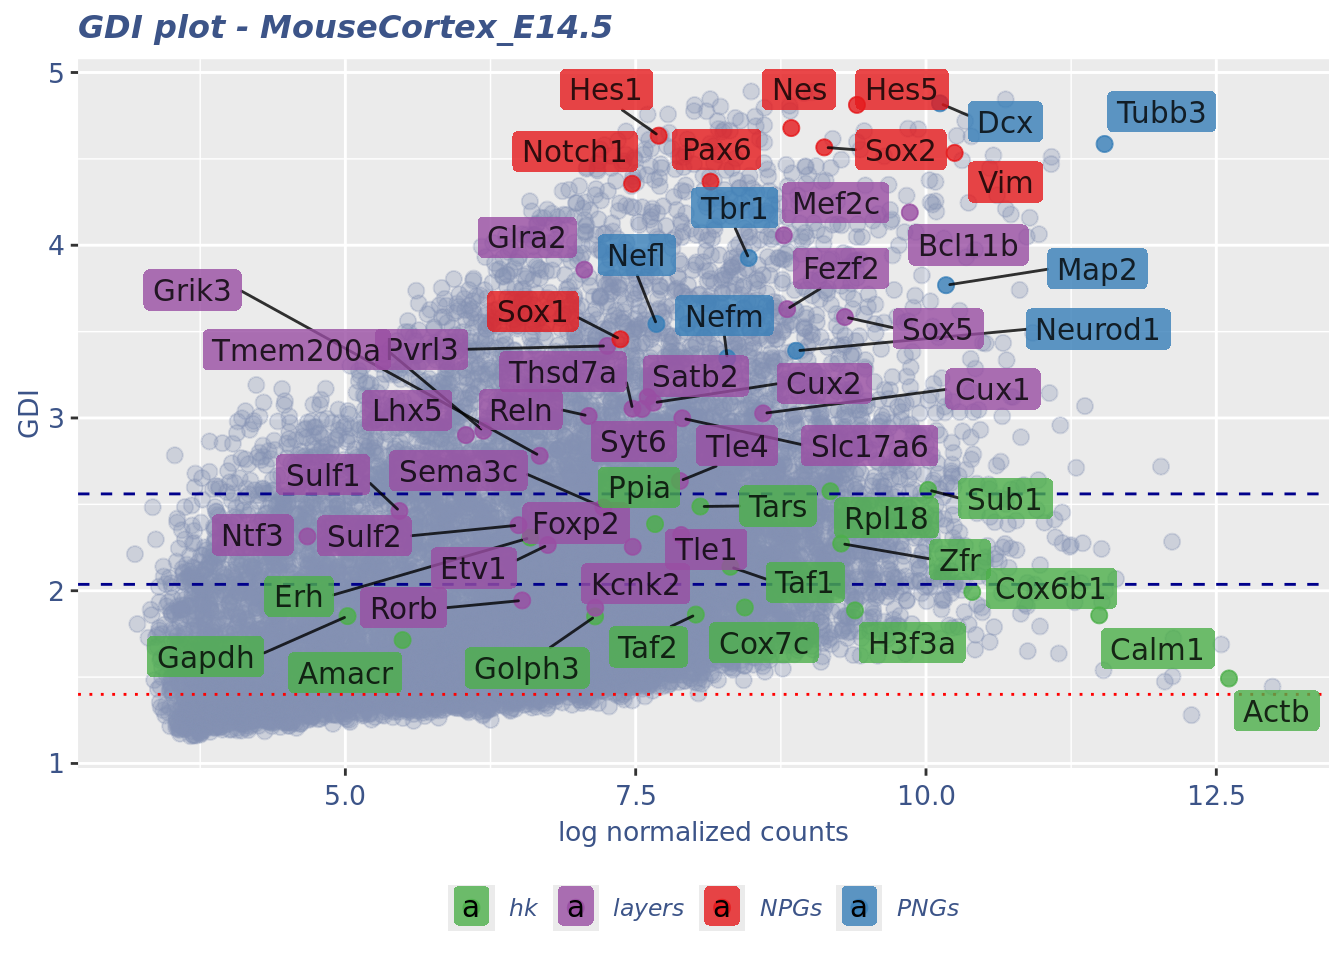 GDI plot - MouseCortex_E14.5
5
Hes1
Nes
Hes5
Dcx
Tubb3
Notch1
Pax6
Sox2
Vim
Tbr1
Mef2c
4
Glra2
Nefl
Bcl11b
Fezf2
Map2
Grik3
Sox1
Nefm
Sox5
Neurod1
Tmem200a
Pvrl3
Thsd7a
Satb2
Cux2
Cux1
GDI
3
Lhx5
Reln
Syt6
Tle4
Slc17a6
Sulf1
Sema3c
Ppia
Tars
Sub1
Rpl18
Ntf3
Sulf2
Foxp2
Tle1
Zfr
Etv1
Kcnk2
Taf1
Cox6b1
2
Erh
Rorb
Gapdh
Amacr
Golph3
Taf2
Cox7c
H3f3a
Calm1
Actb
1
5.0
7.5
10.0
12.5
log normalized counts
a hk a layers a NPGs a PNGs